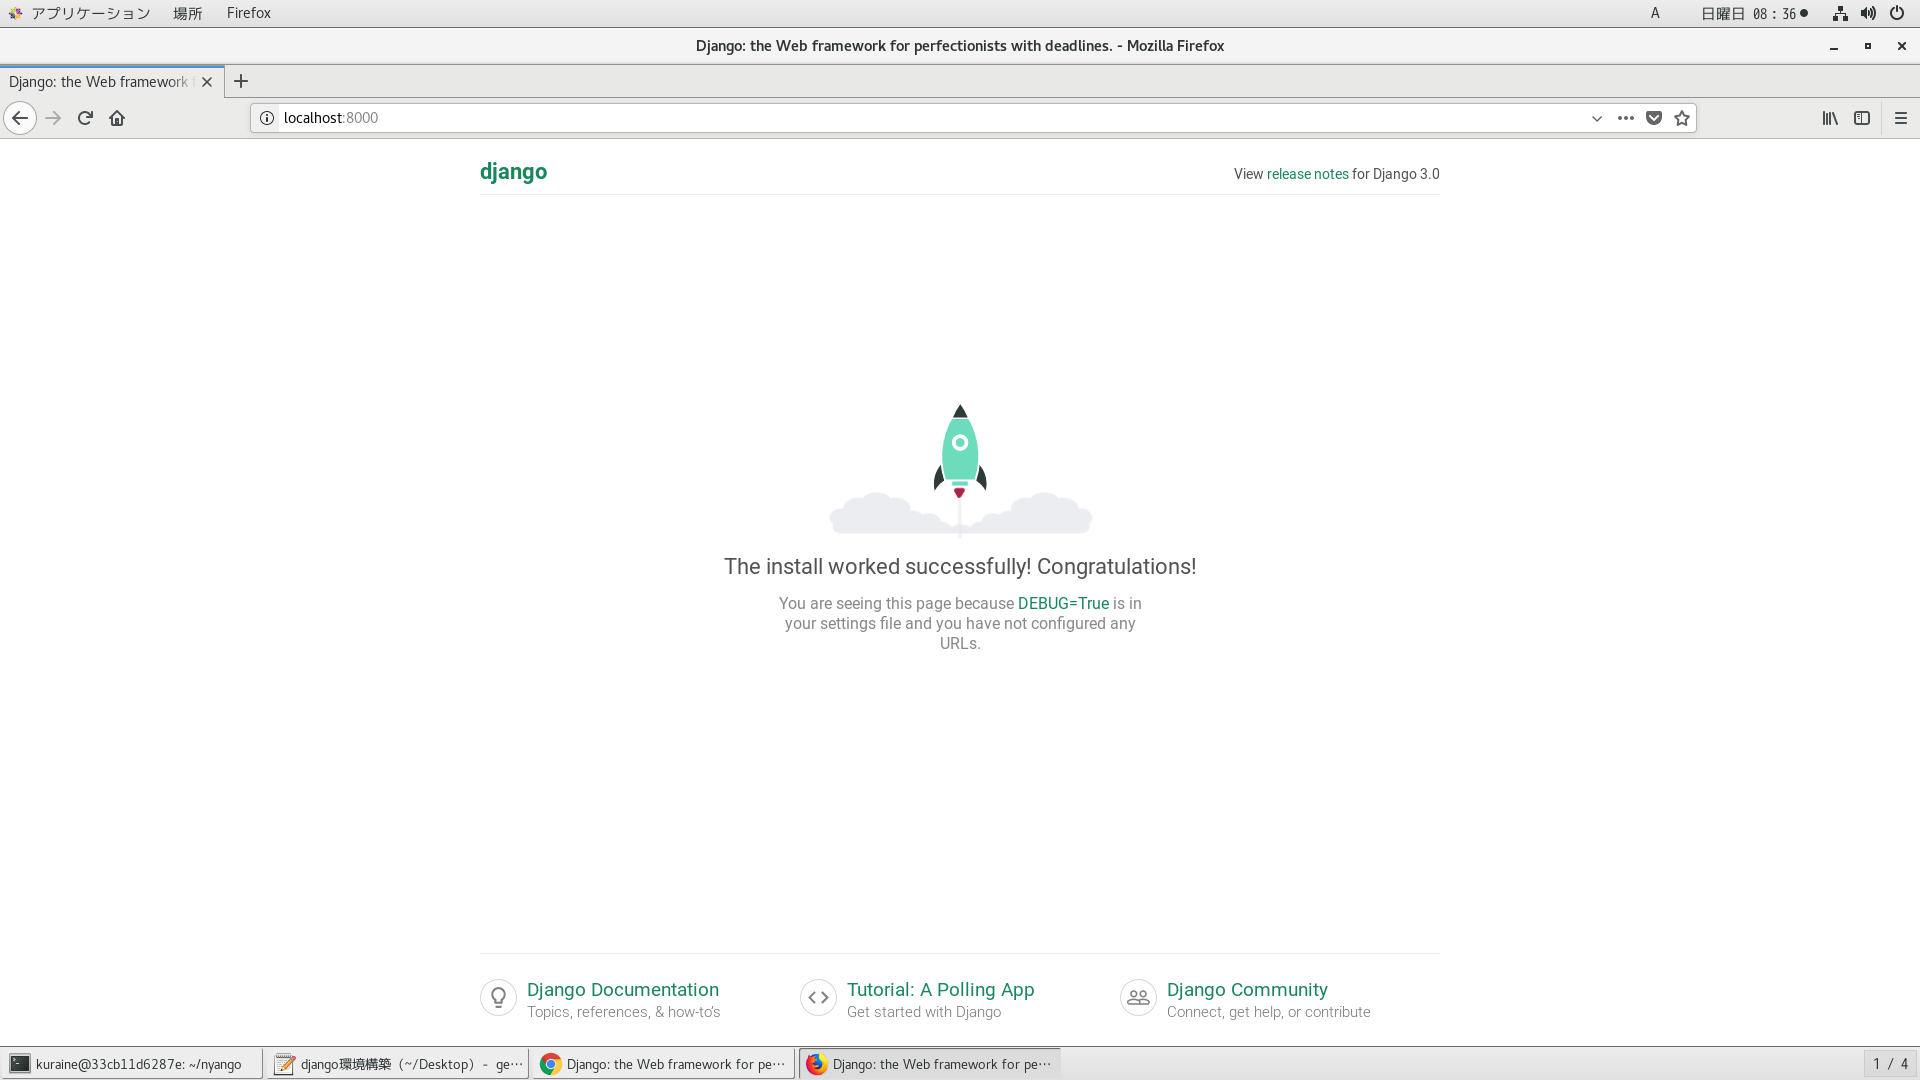 アプリケーション 場所 Firefox A 日曜日 08：36
Django: the Web framework for perfectionists with deadlines. - Mozilla Firefox
Django: the Web framework
localhost:8000
django
View release notes for Django 3.0
The install worked successfully! Congratulations!
You are seeing this page because DEBUG=True is in
your settings file and you have not configured any
URLs.
Django Documentation
Topics, references, & how-to's
Tutorial: A Polling App
Get started with Django
Django Community
Connect, get help, or contribute
kuraine@33cb11d6287e: ~/nyango
django環境構築（~/Desktop）- ge…
Django: the Web framework for pe…
Django: the Web framework for pe…
1 / 4